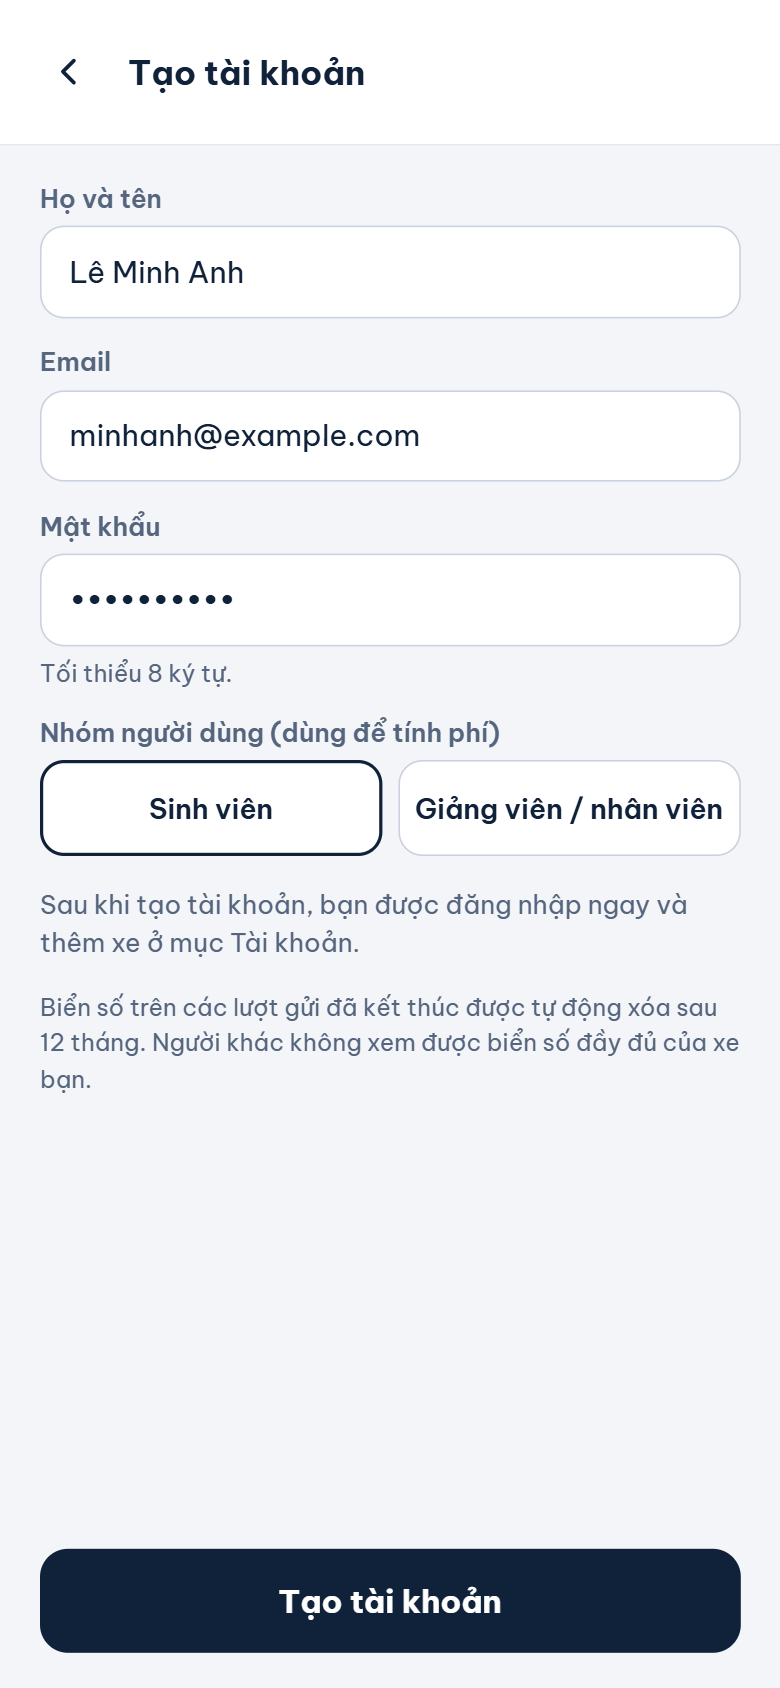 Tạo tài khoản
Họ và tên
Lê Minh Anh
Email
minhanh@example.com
Mật khẩu
••••••••••
Tối thiểu 8 ký tự.
Nhóm người dùng (dùng để tính phí)
Sinh viên
Giảng viên / nhân viên
Sau khi tạo tài khoản, bạn được đăng nhập ngay và
thêm xe ở mục Tài khoản.
Biển số trên các lượt gửi đã kết thúc được tự động xóa sau
12 tháng. Người khác không xem được biển số đầy đủ của xe
bạn.
Tạo tài khoản